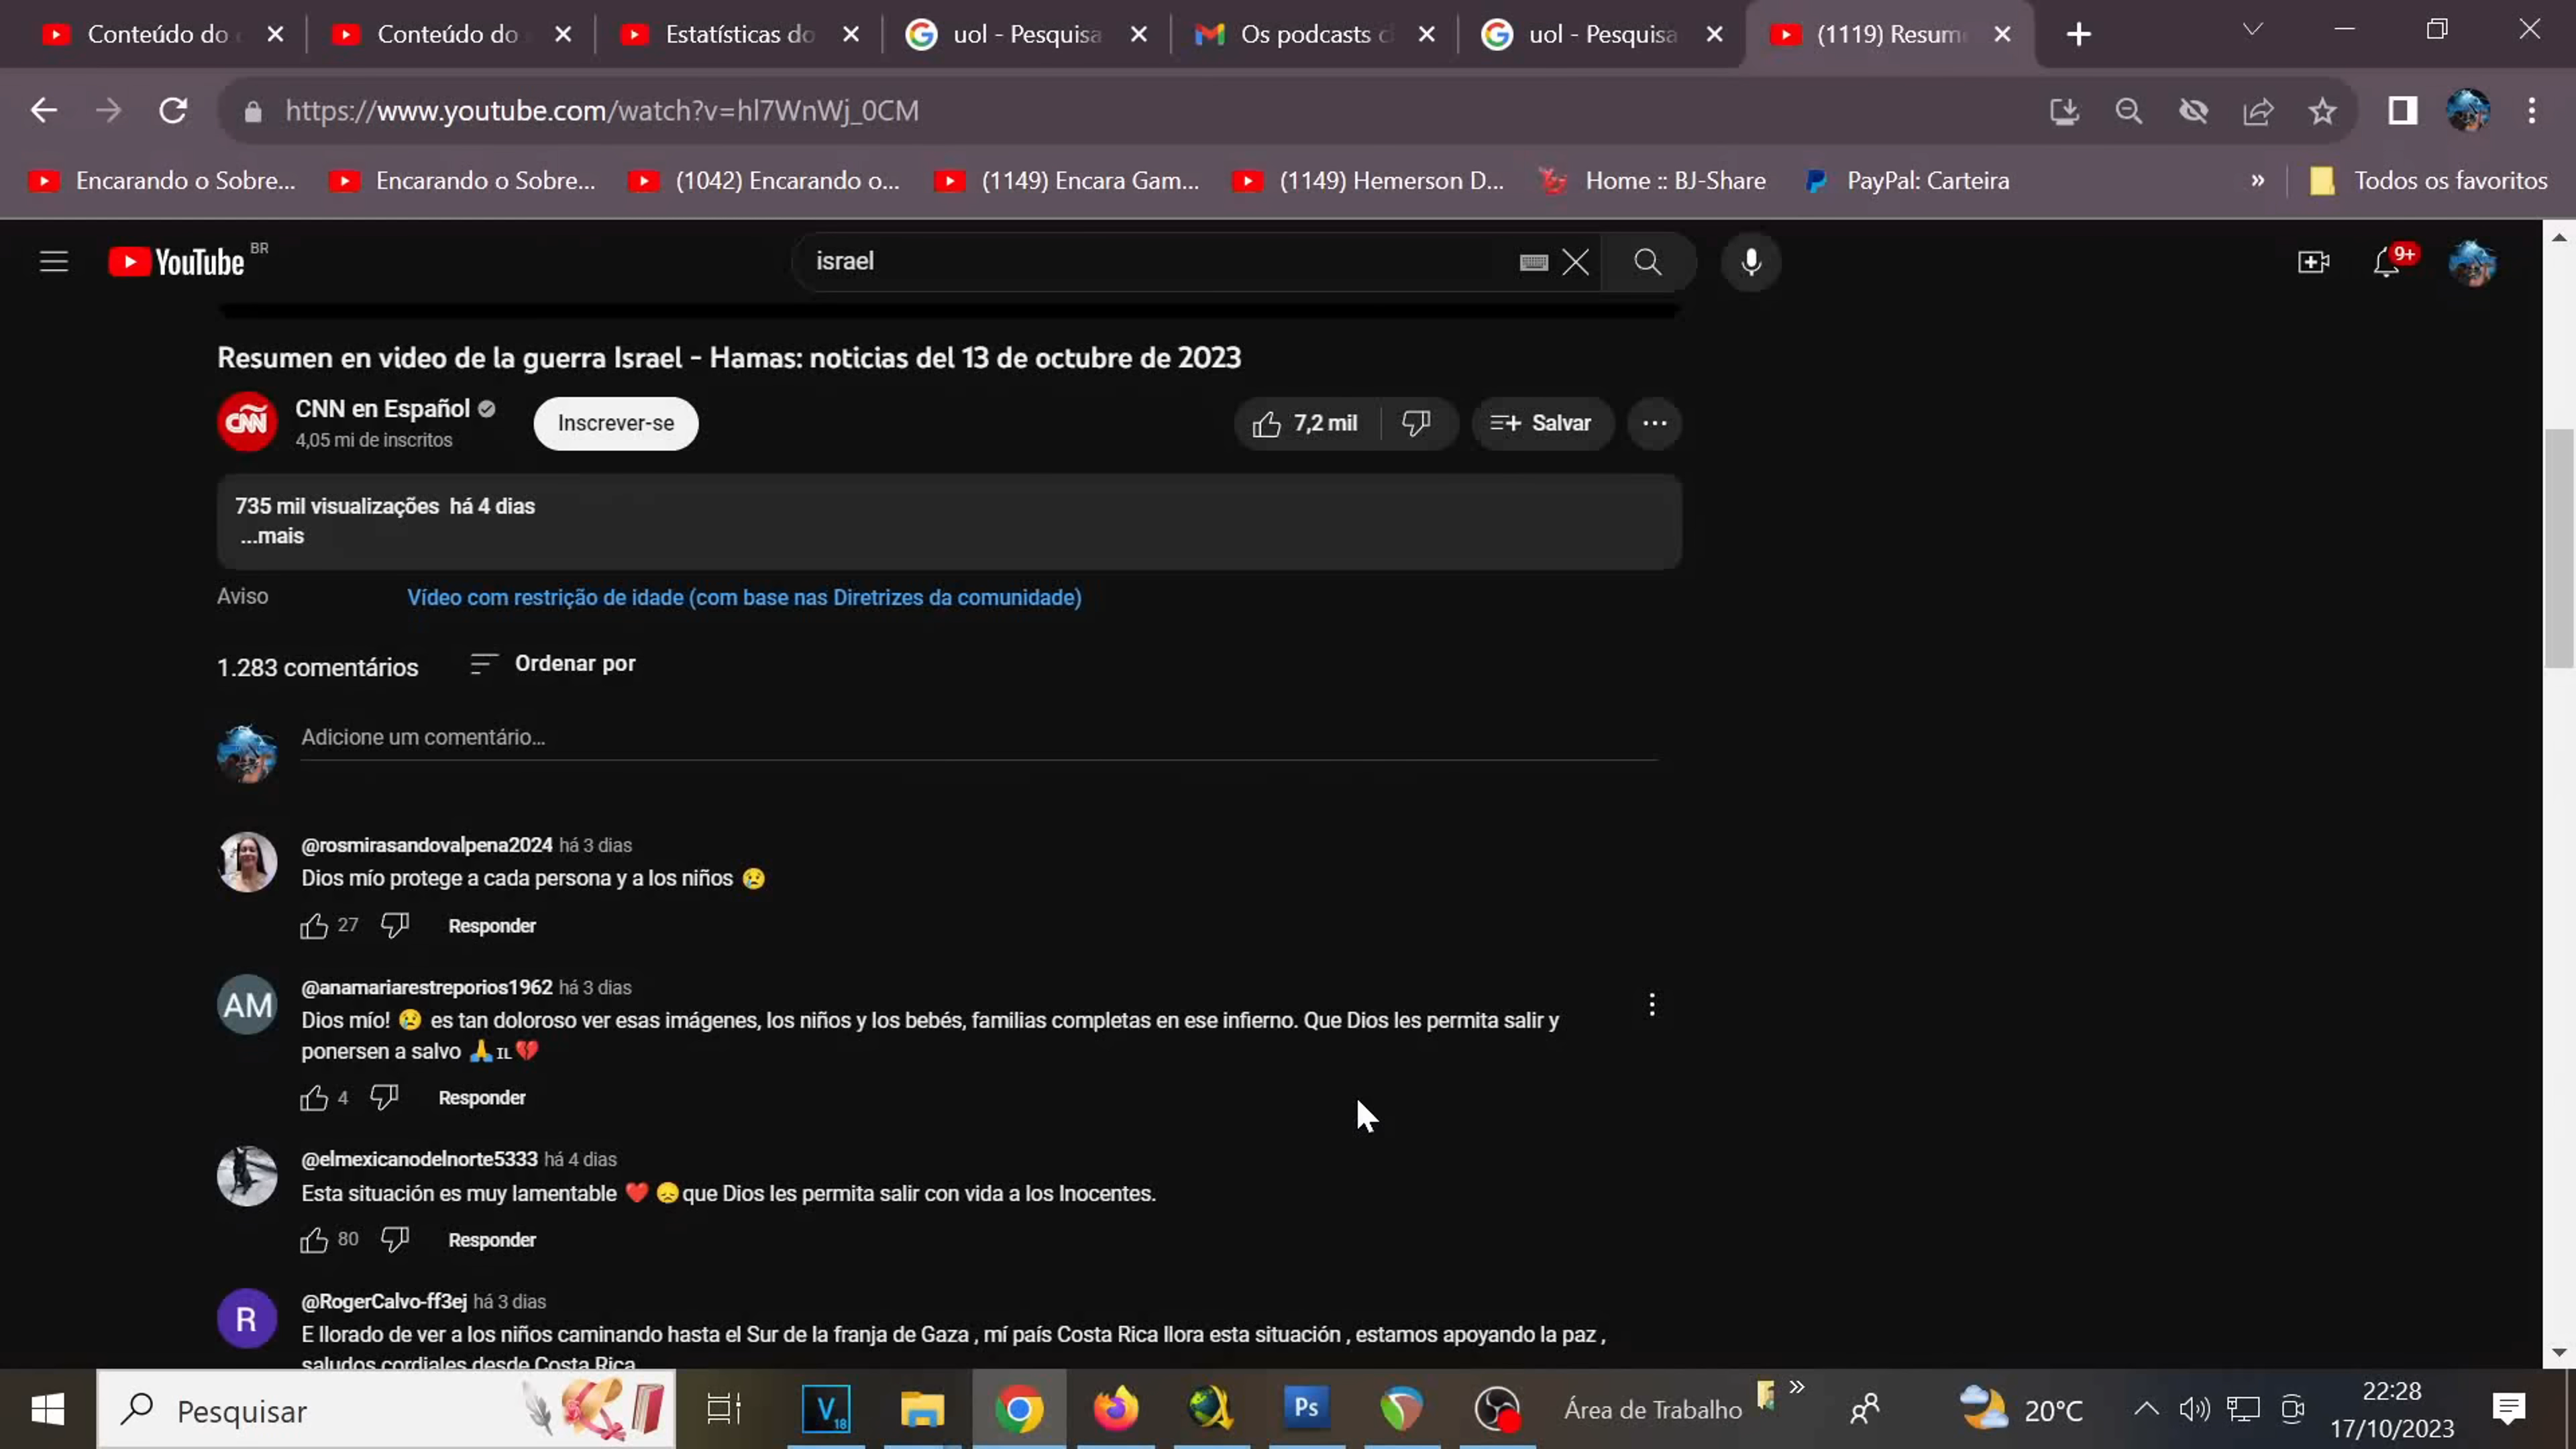 Conteúdo do
Conteúdo do
Estatísticas do
uol - Pesquisa
Os podcasts
uol - Pesquisa
(1119) Resum
https://www.youtube.com/watch?v=hl7WnWj_0CM
Encarando o Sobre...
Encarando o Sobre...
(1042) Encarando o...
(1149) Encara Gam...
(1149) Hemerson D...
Home :: BJ-Share
PayPal: Carteira
»
Todos os favoritos
YouTube BR
israel
9+
Resumen en video de la guerra Israel - Hamas: noticias del 13 de octubre de 2023
CNN
CNN en Español
4,05 mi de inscritos
Inscrever-se
7,2 mil
Salvar
735 mil visualizações há 4 dias
...mais
Aviso
Vídeo com restrição de idade (com base nas Diretrizes da comunidade)
1.283 comentários
Ordenar por
Adicione um comentário...
@rosmirasandovalpena2024 há 3 dias
Dios mío protege a cada persona y a los niños 😢
27
Responder
AM
@anamariarestreporios1962 há 3 dias
Dios mío! 😢 es tan doloroso ver esas imágenes, los niños y los bebés, familias completas en ese infierno. Que Dios les permita salir y
ponersen a salvo 🙏🇮🇱💔
4
Responder
@elmexicanodelnorte5333 há 4 dias
Esta situación es muy lamentable ❤️ 😞que Dios les permita salir con vida a los Inocentes.
80
Responder
R
@RogerCalvo-ff3ej há 3 dias
E llorado de ver a los niños caminando hasta el Sur de la franja de Gaza , mí país Costa Rica llora esta situación , estamos apoyando la paz ,
saludos cordiales desde Costa Rica
Pesquisar
V 18
Ps
Área de Trabalho
»
20°C
22:28
17/10/2023